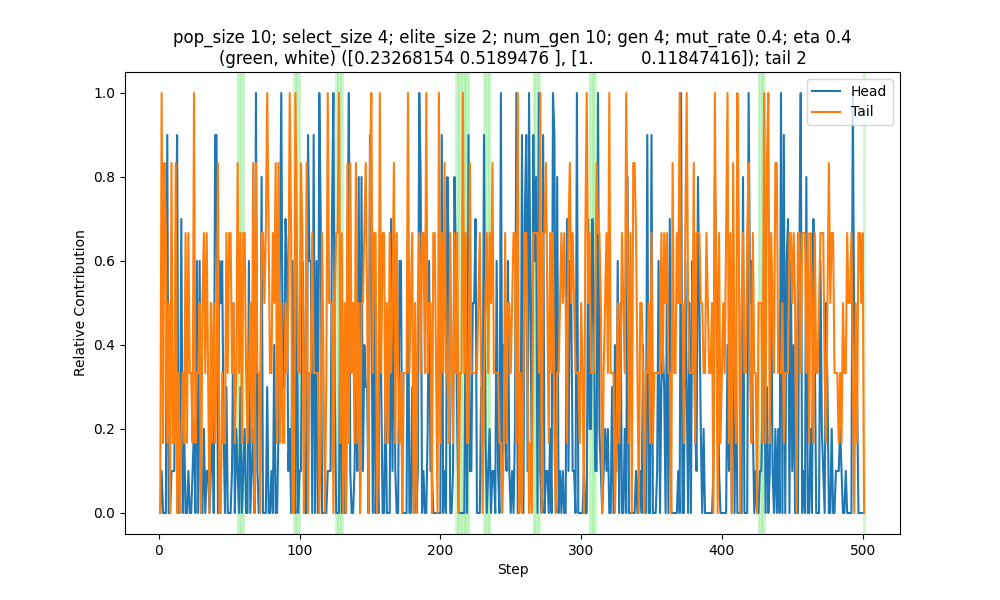 pop_size 10; select_size 4; elite_size 2; num_gen 10; gen 4; mut_rate 0.4; eta 0.4
(green, white) ([0.23268154 0.5189476 ], [1.         0.11847416]); tail 2
Head
Tail
Relative Contribution
1.0
0.8
0.6
0.4
0.2
0.0
0 100 200 300 400 500
Step